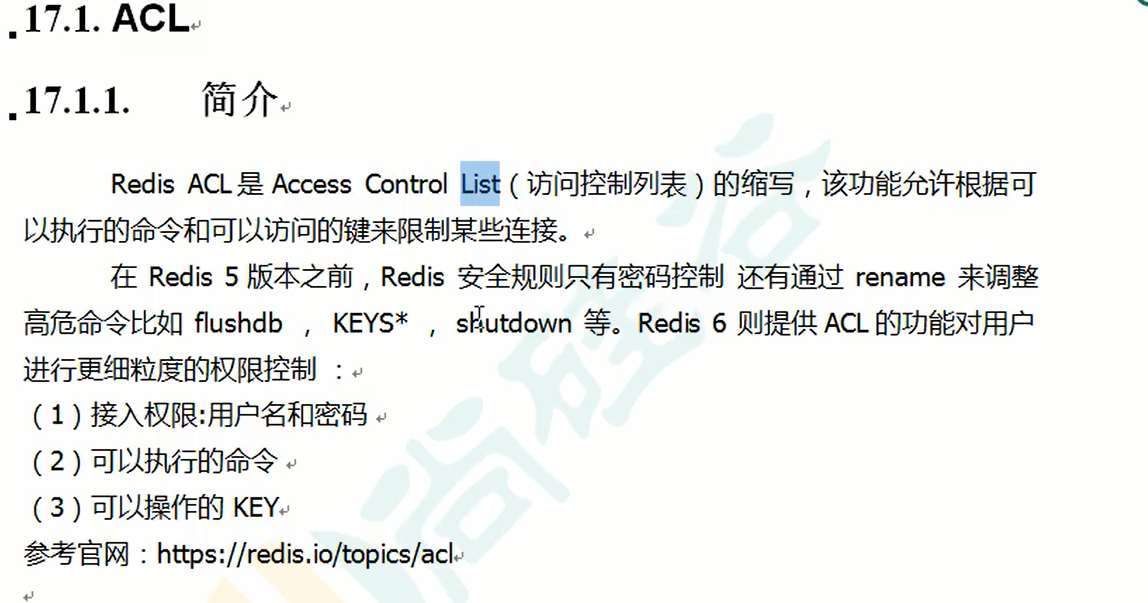 17.1. ACL
17.1.1. 简介
Redis ACL 是 Access Control List（访问控制列表）的缩写，该功能允许根据可
以执行的命令和可以访问的键来限制某些连接。
在 Redis 5 版本之前，Redis 安全规则只有密码控制 还有通过 rename 来调整
高危命令比如 flushdb ， KEYS* ， shutdown 等。Redis 6 则提供 ACL 的功能对用户
进行更细粒度的权限控制 ：
（1）接入权限:用户名和密码
（2）可以执行的命令
（3）可以操作的 KEY
参考官网：https://redis.io/topics/acl
尚硅谷